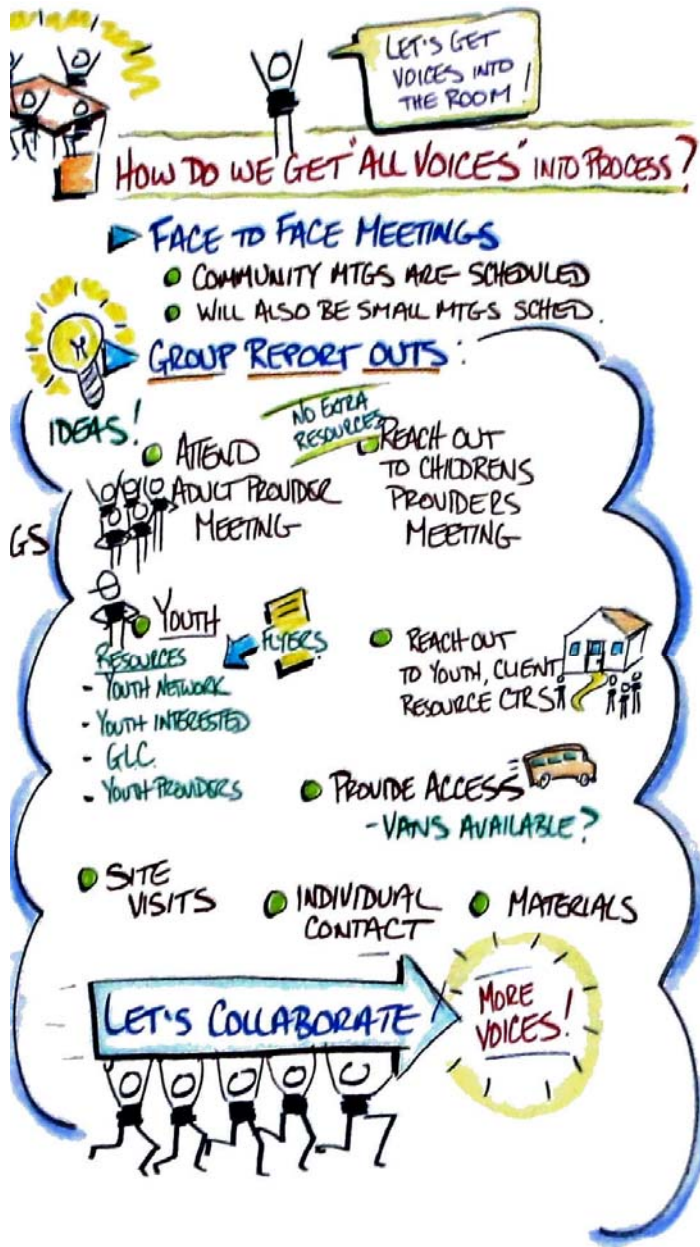 LET'S GET
VOICES INTO
THE ROOM!
HOW DO WE GET "ALL VOICES" INTO PROCESS?
FACE TO FACE MEETINGS
COMMUNITY MTGS ARE SCHEDULED
WILL ALSO BE SMALL MTGS SCHED.
GROUP REPORT OUTS:
IDEAS!
NO EXTRA
RESOURCES
ATTEND
ADULT PROVIDER
MEETING
REACH OUT
TO CHILDRENS
PROVIDERS
MEETING
GS
YOUTH
RESOURCES
- YOUTH NETWORK
- YOUTH INTERESTED
- GLC.
- YOUTH PROVIDERS
FLYERS
REACH OUT
TO YOUTH, CLIENT
RESOURCE CTRS
PROVIDE ACCESS
- VANS AVAILABLE?
SITE
VISITS
INDIVIDUAL
CONTACT
MATERIALS
LET'S COLLABORATE!
MORE
VOICES!